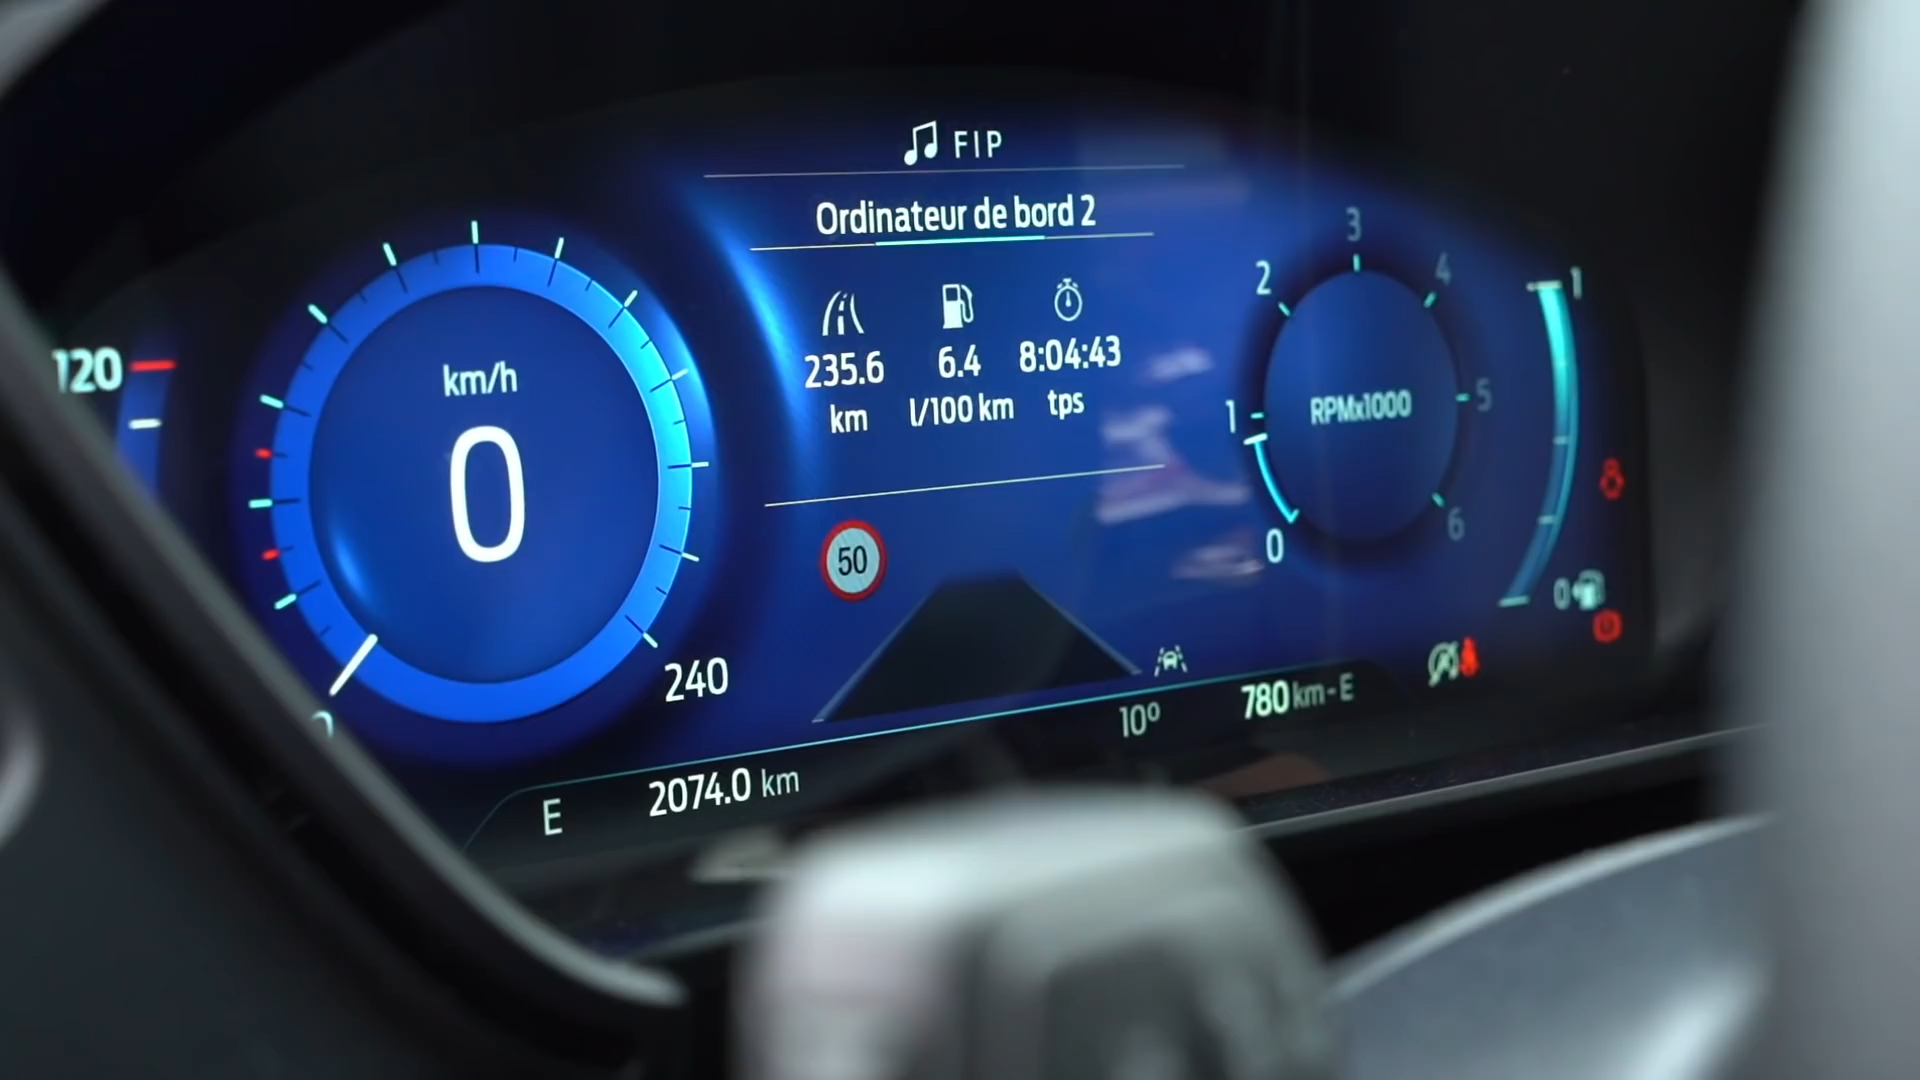 FIP
Ordinateur de bord 2
235.6 6.4 8:04:43
km l/100 km tps
120
km/h
0
240
50
RPMx1000
0
1
2
3
4
5
6
1
0
10°
780 km - E
E 2074.0 km